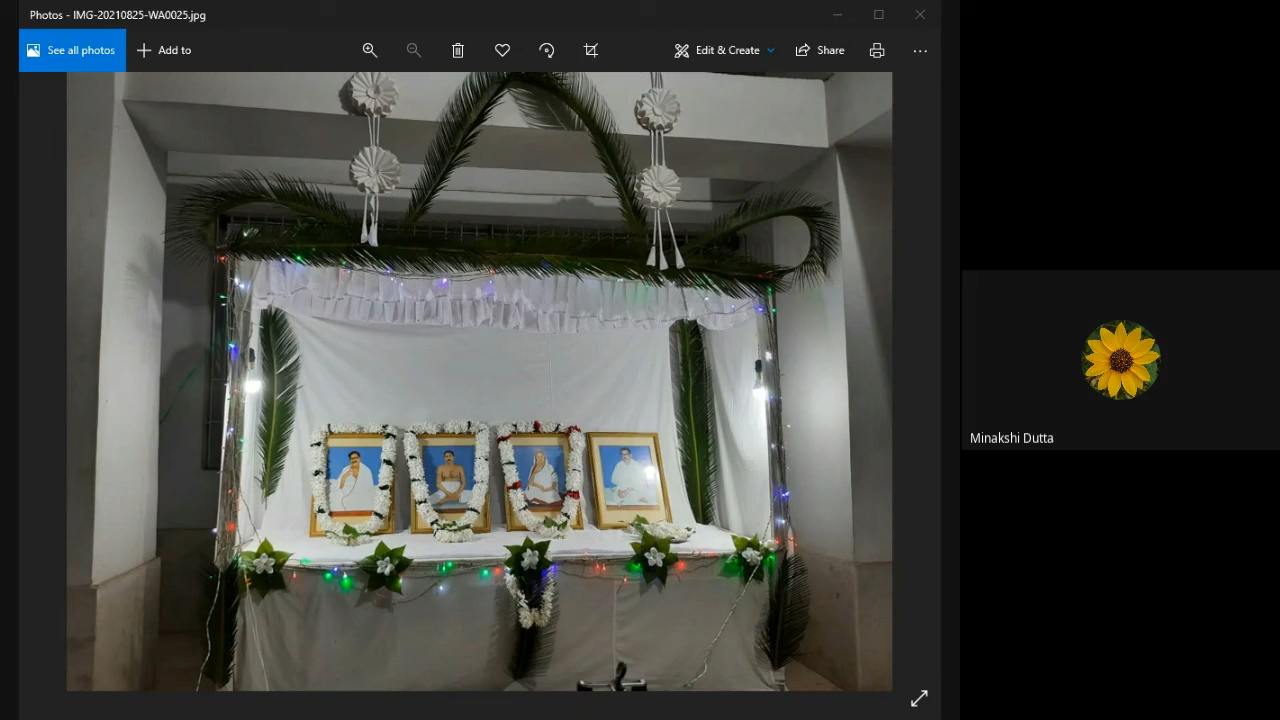 Photos - IMG-20210825-WA0025.jpg
See all photos
Add to
Edit & Create
Share
Minakshi Dutta